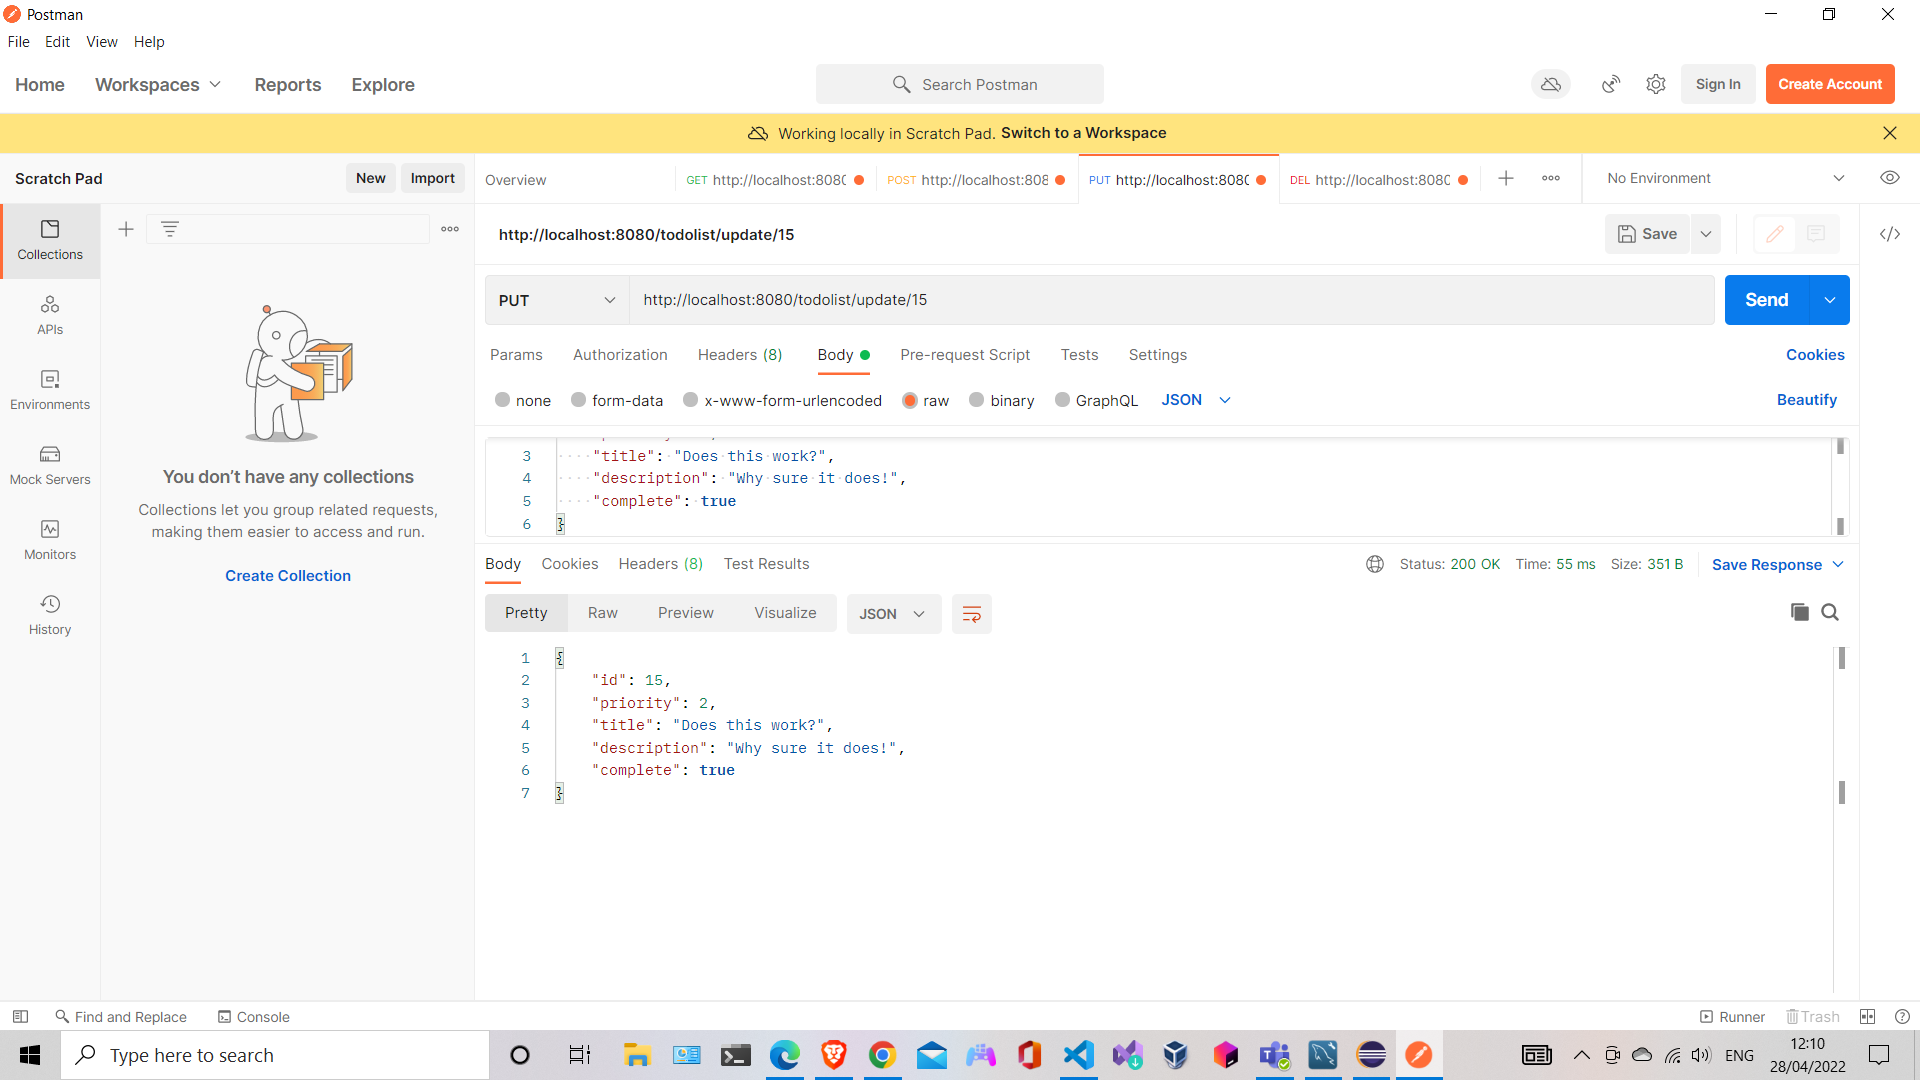 Postman
File Edit View Help
Home Workspaces Reports Explore
Search Postman
Sign In
Create Account
Working locally in Scratch Pad. Switch to a Workspace
Scratch Pad
New
Import
Overview
GET http://localhost:8080
POST http://localhost:808
PUT http://localhost:8080
DEL http://localhost:8080
No Environment
Collections
APIs
Environments
Mock Servers
Monitors
History
You don’t have any collections
Collections let you group related requests,
making them easier to access and run.
Create Collection
http://localhost:8080/todolist/update/15
Save
PUT
http://localhost:8080/todolist/update/15
Send
Params Authorization Headers (8) Body Pre-request Script Tests Settings
Cookies
none form-data x-www-form-urlencoded raw binary GraphQL JSON
Beautify
3 "title": "Does this work?",
4 "description": "Why sure it does!",
5 "complete": true
6 }
Body Cookies Headers (8) Test Results
Status: 200 OK Time: 55 ms Size: 351 B
Save Response
Pretty Raw Preview Visualize
JSON
1 {
2 "id": 15,
3 "priority": 2,
4 "title": "Does this work?",
5 "description": "Why sure it does!",
6 "complete": true
7 }
Find and Replace
Console
Runner
Trash
Type here to search
ENG
12:10
28/04/2022